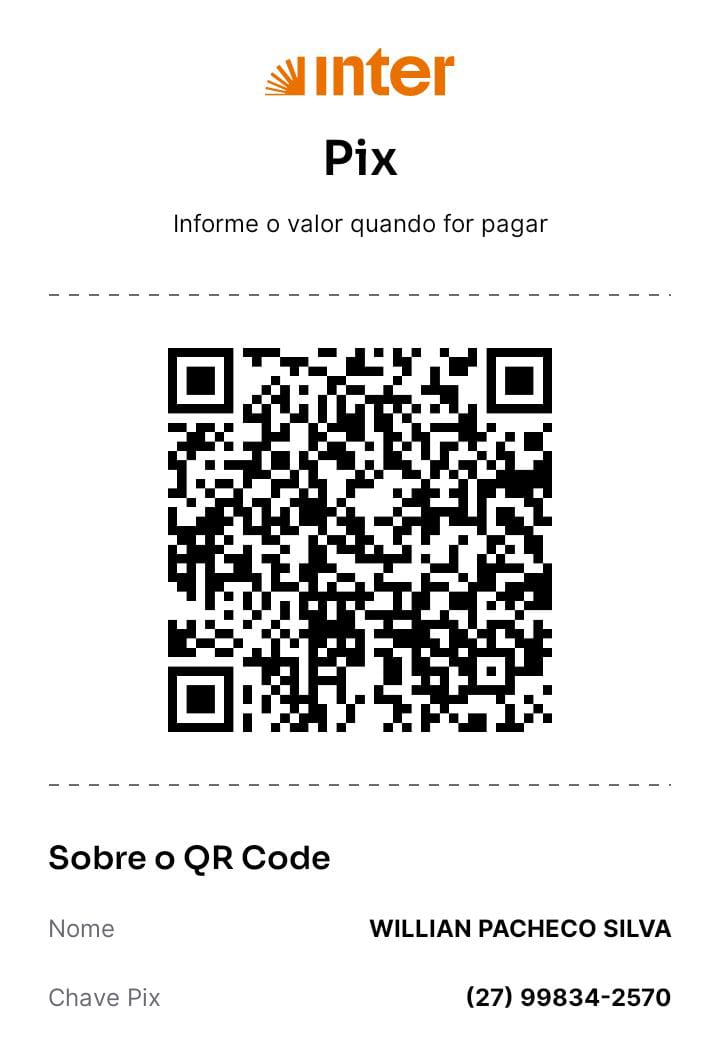 inter
Pix
Informe o valor quando for pagar
Sobre o QR Code
Nome WILLIAN PACHECO SILVA
Chave Pix (27) 99834-2570